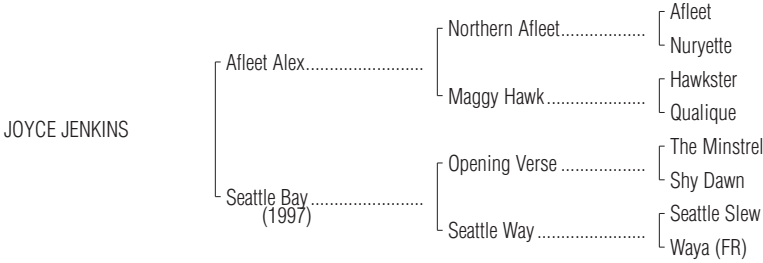 JOYCE JENKINS
Afleet Alex........................
Seattle Bay.......................
(1997)
Northern Afleet.................
Maggy Hawk....................
Opening Verse.................
Seattle Way......................
Afleet
Nuryette
Hawkster
Qualique
The Minstrel
Shy Dawn
Seattle Slew
Waya (FR)